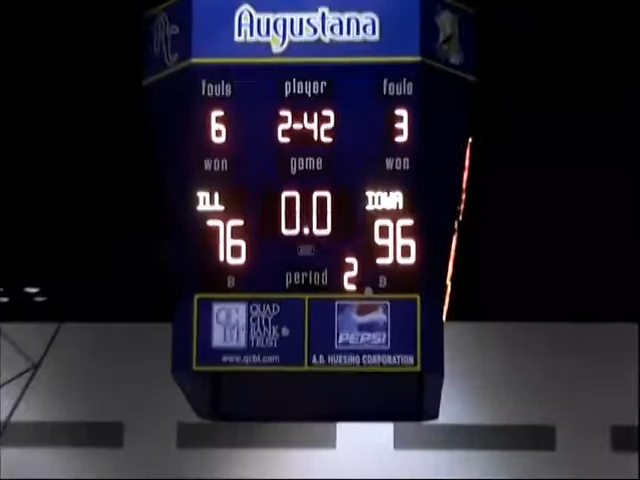 Augustana
fouls player fouls
6 2-42 3
won game won
ILL 0.0 IOWA
76 96
B period 2 B
QUAD
CITY
BANK &
TRUST
www.qcbt.com
PEPSI
A.D. HUESING CORPORATION